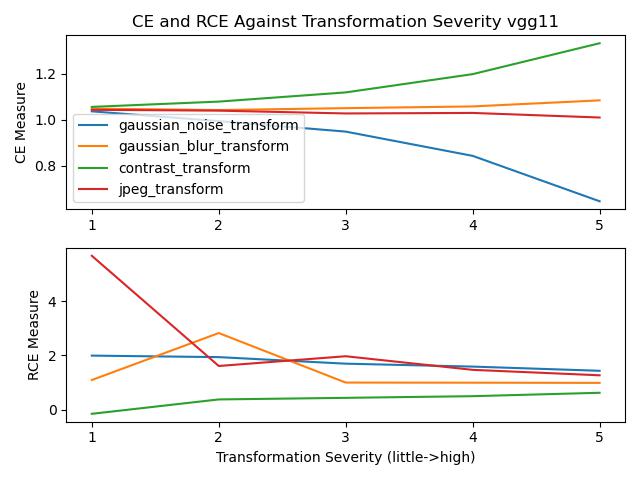 CE and RCE Against Transformation Severity vgg11
CE Measure
1.2
1.0
0.8
gaussian_noise_transform
gaussian_blur_transform
contrast_transform
jpeg_transform
1 2 3 4 5
RCE Measure
4
2
0
1 2 3 4 5
Transformation Severity (little->high)